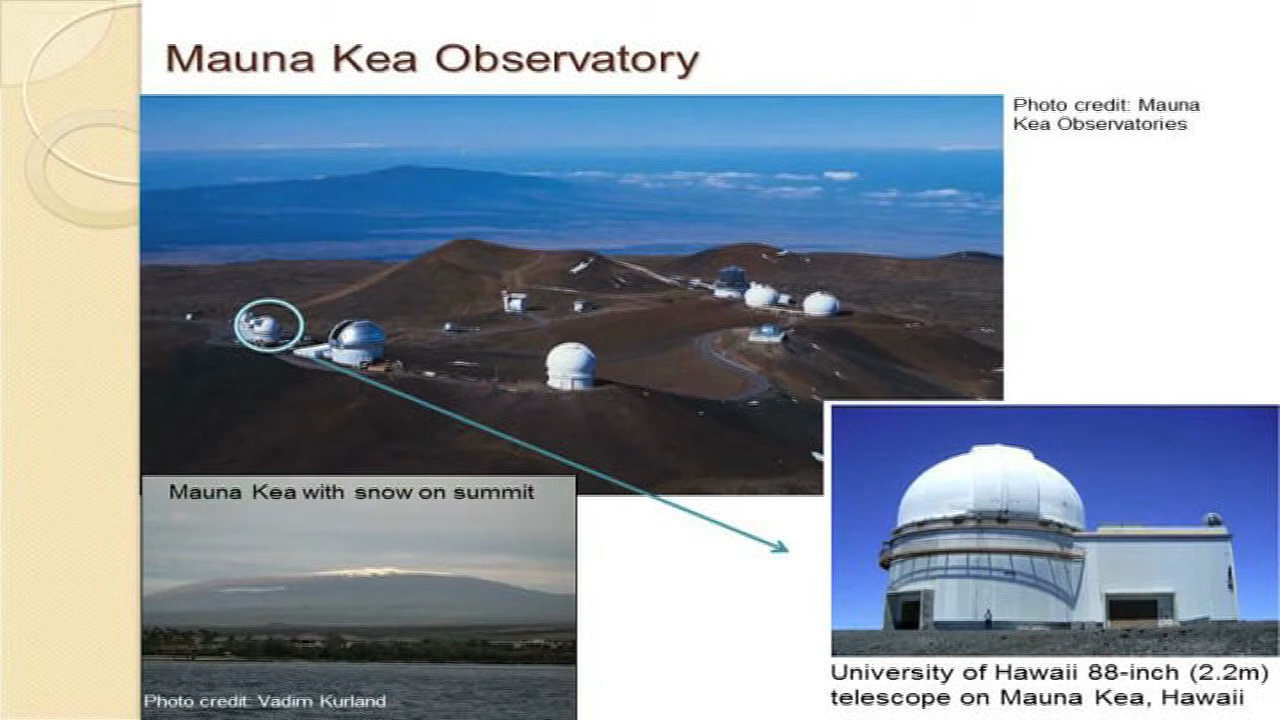 Mauna Kea Observatory
Photo credit: Mauna
Kea Observatories
Mauna Kea with snow on summit
Photo credit: Vadim Kurland
University of Hawaii 88-inch (2.2m)
telescope on Mauna Kea, Hawaii